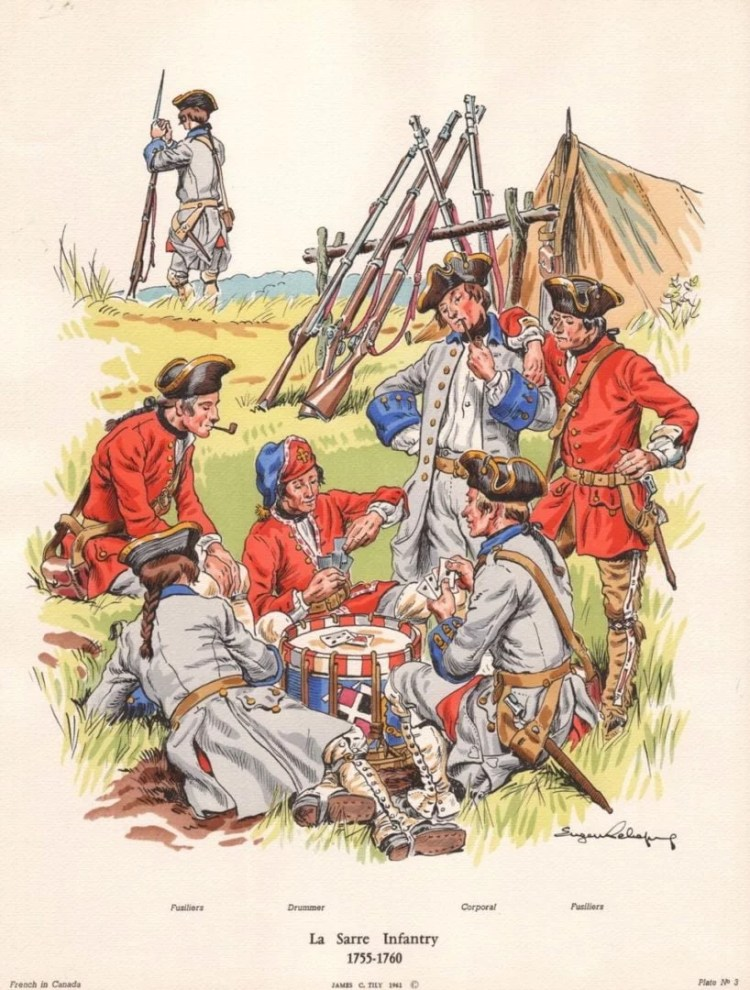 Fusiliers Drummer Corporal Fusiliers
La Sarre Infantry
1755-1760
French in Canada JAMES C. TILY 1961 © Plate Nº 3